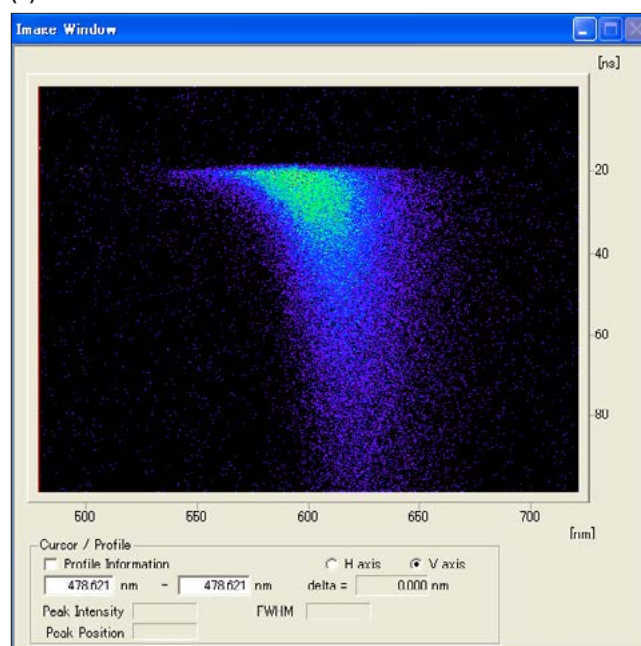 Image Window
[ns]
20
40
60
80
500 550 600 650 700
[nm]
Cursor / Profile
Profile Information H axis V axis
478.621 nm - 478.621 nm delta = 0.000 nm
Peak Intensity FWHM
Peak Position